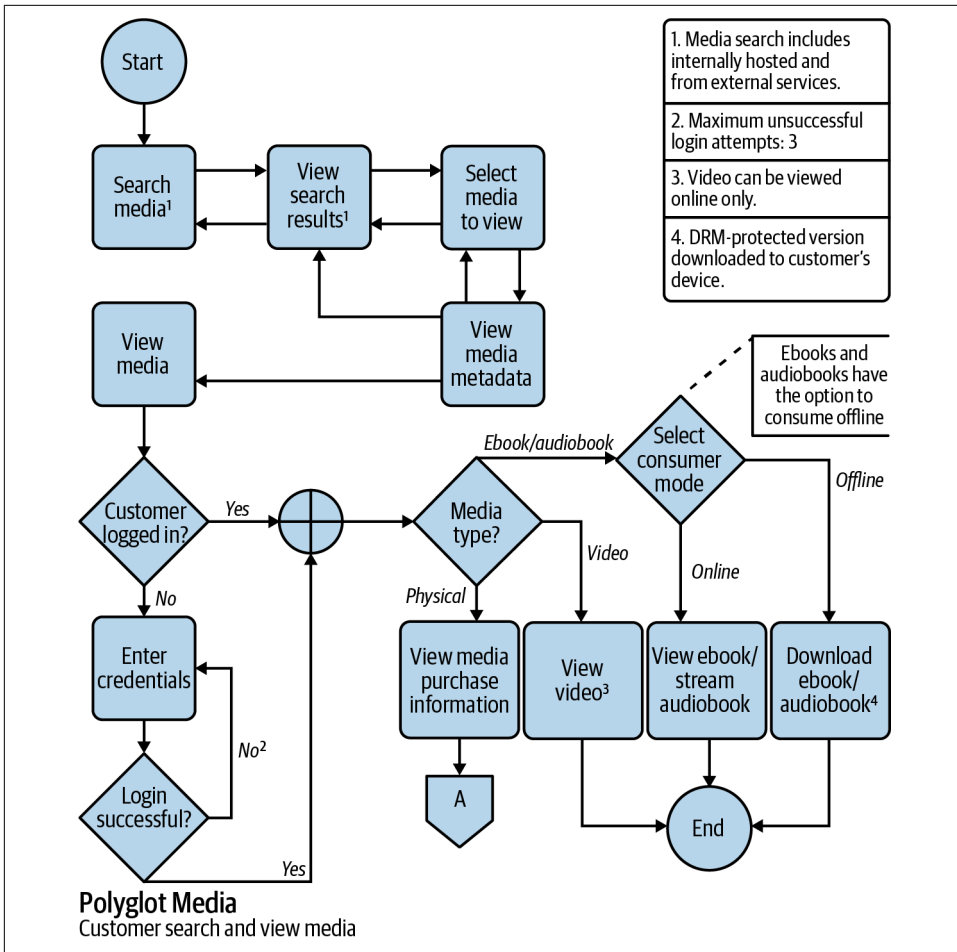 Start
1. Media search includes
internally hosted and
from external services.
2. Maximum unsuccessful
login attempts: 3
3. Video can be viewed
online only.
4. DRM-protected version
downloaded to customer's
device.
Search
media¹
View
search
results¹
Select
media
to view
View
media
View
media
metadata
Ebooks and
audiobooks have
the option to
consume offline
Ebook/audiobook
Select
consumer
mode
Offline
Customer
logged in?
Yes
Media
type?
Video
Online
Physical
No
Enter
credentials
View media
purchase
information
View
video³
View ebook/
stream
audiobook
Download
ebook/
audiobook⁴
No²
Login
successful?
A
End
Yes
Polyglot Media
Customer search and view media